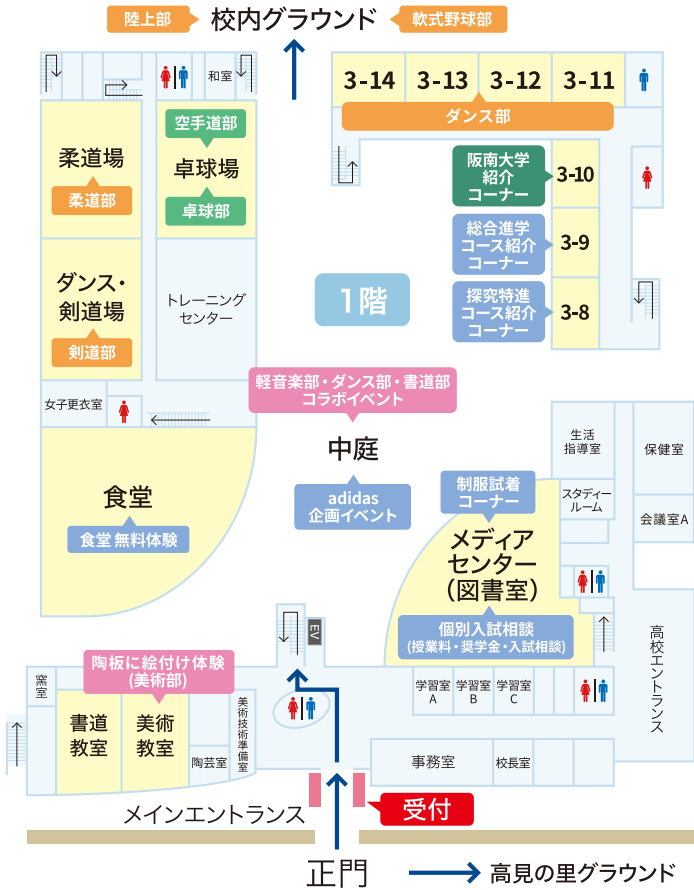 陸上部
校内グラウンド
軟式野球部
和室
3-14
3-13
3-12
3-11
ダンス部
空手道部
柔道場
卓球場
柔道部
卓球部
阪南大学
紹介
コーナー
3-10
総合進学
コース紹介
コーナー
3-9
探究特進
コース紹介
コーナー
3-8
ダンス・
剣道場
剣道部
トレーニング
センター
1階
軽音楽部・ダンス部・書道部
コラボイベント
女子更衣室
中庭
生活
指導室
保健室
食堂
食堂 無料体験
adidas
企画イベント
制服試着
コーナー
スタディー
ルーム
会議室A
メディア
センター
(図書室)
個別入試相談
(授業料・奨学金・入試相談)
EV
高校エントランス
陶板に絵付け体験
(美術部)
窯室
書道
教室
美術
教室
陶芸室
美術技術準備室
学習室
A
学習室
B
学習室
C
事務室
校長室
メインエントランス
受付
正門
高見の里グラウンド